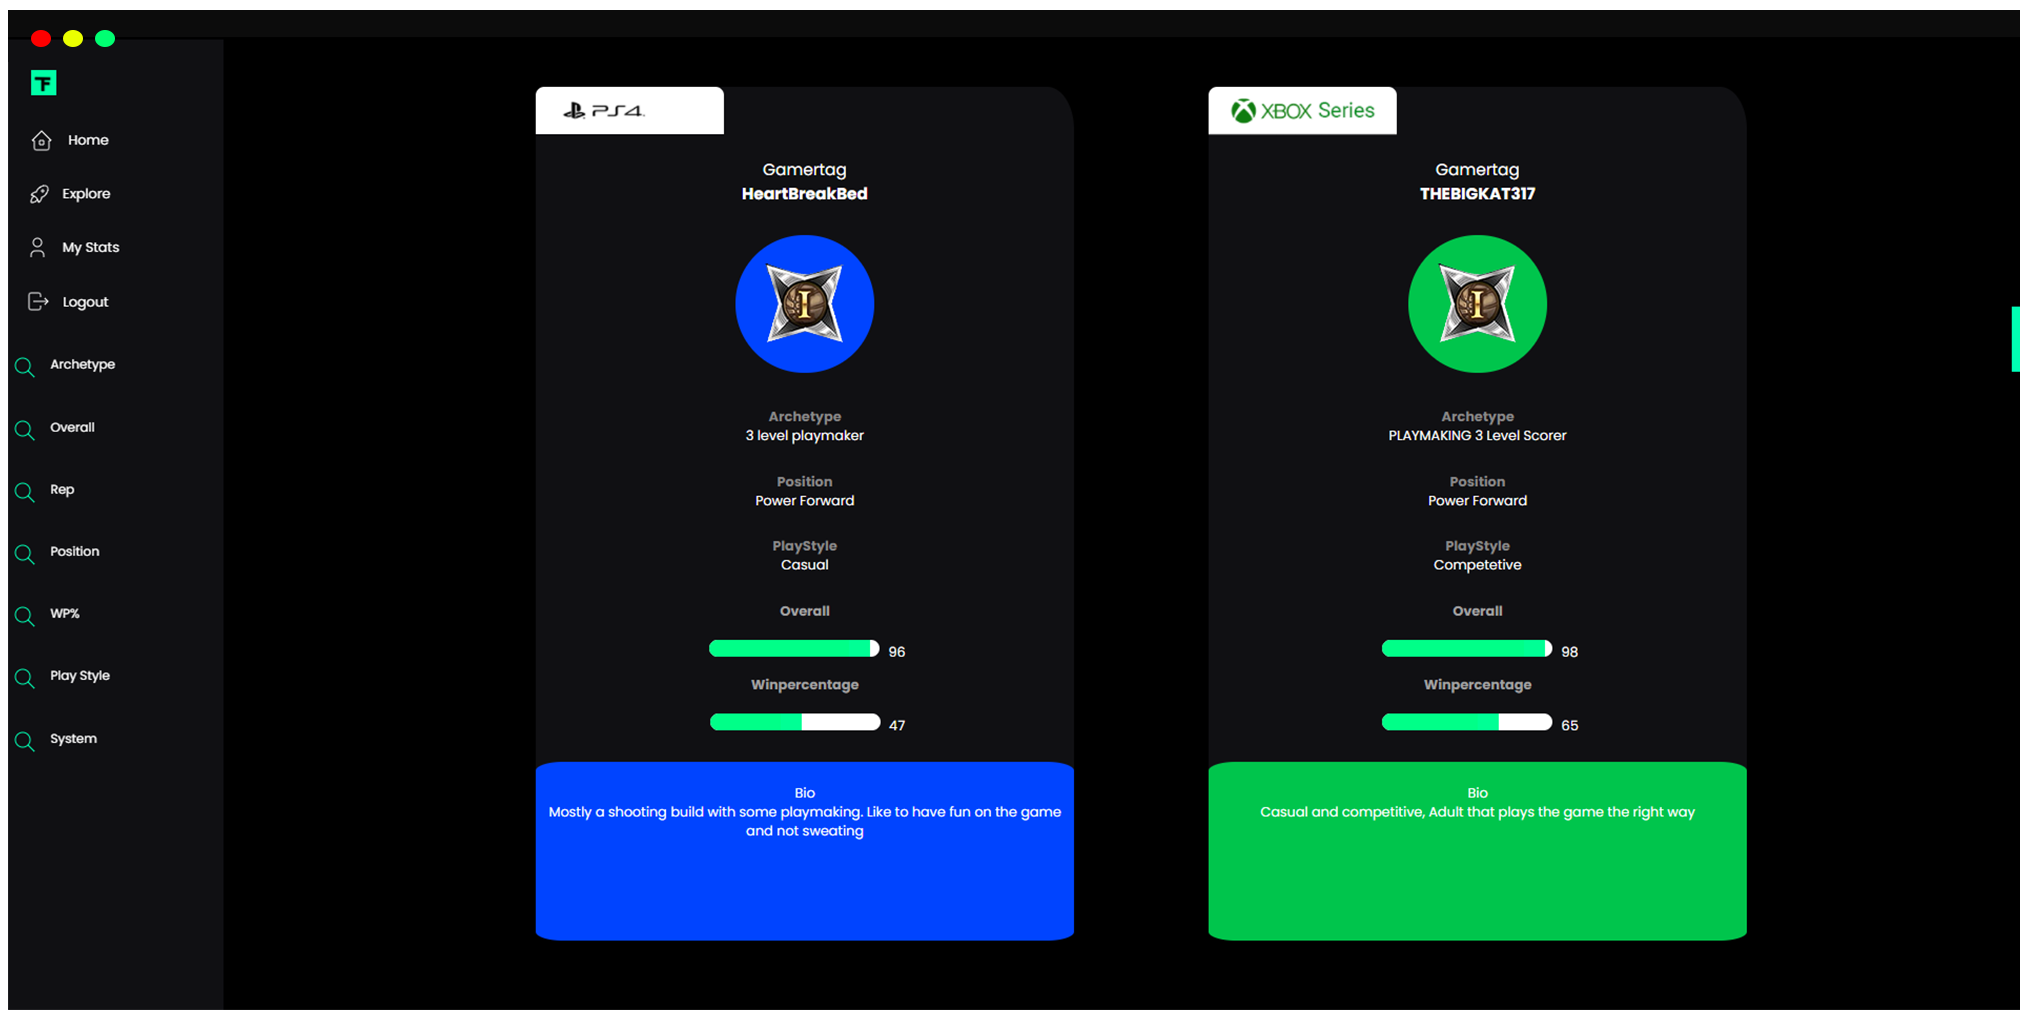 TF
Home
Explore
My Stats
Logout
Archetype
Overall
Rep
Position
WP%
Play Style
System
PS4
Gamertag
HeartBreakBed
I
Archetype
3 level playmaker
Position
Power Forward
PlayStyle
Casual
Overall
96
Winpercentage
47
Bio
Mostly a shooting build with some playmaking. Like to have fun on the game
and not sweating
XBOX Series
Gamertag
THEBIGKAT317
I
Archetype
PLAYMAKING 3 Level Scorer
Position
Power Forward
PlayStyle
Competetive
Overall
98
Winpercentage
65
Bio
Casual and competitive, Adult that plays the game the right way